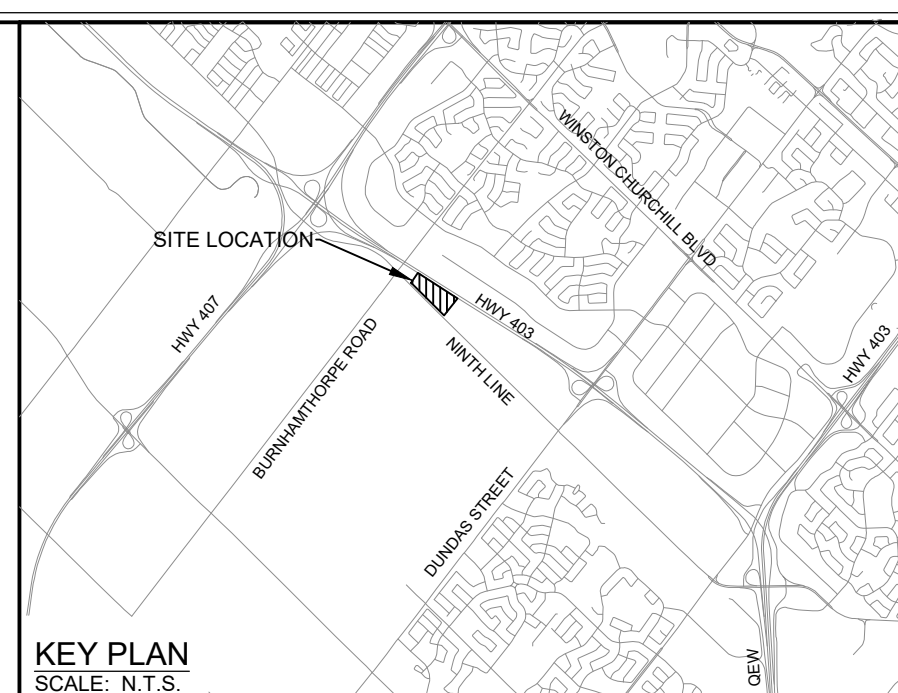 WINSTON CHURCHILL BLVD
SITE LOCATION
HWY 407
HWY 403
BURNHAMTHORPE ROAD
NINTH LINE
HWY 403
DUNDAS STREET
KEY PLAN
SCALE: N.T.S.
QEW